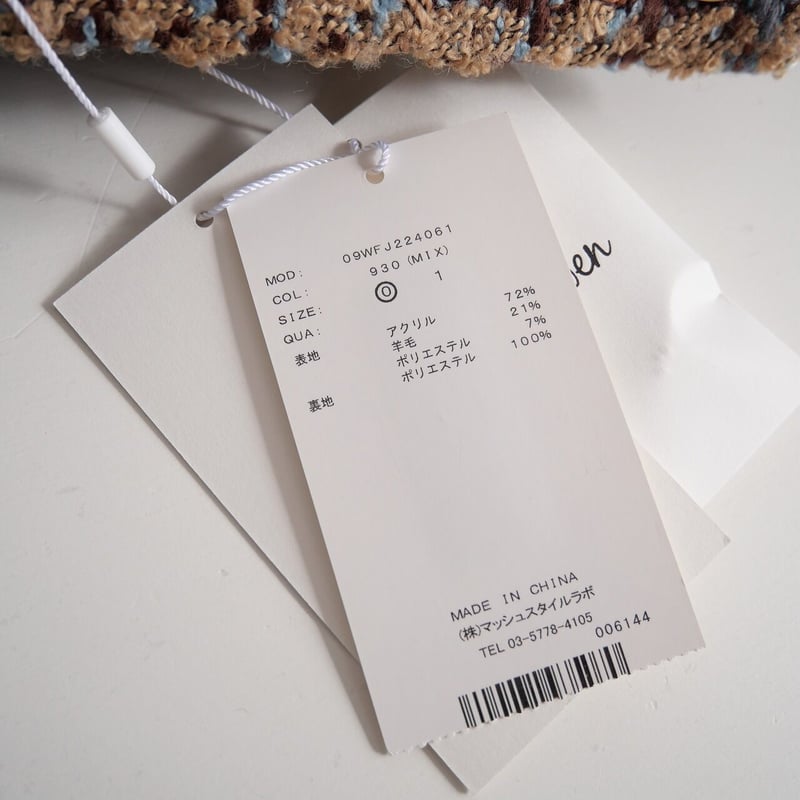 MOD: 09WFJ224061
COL: 930 (MIX)
SIZE: 0 1
QUA:
表地 アクリル 72%
羊毛 21%
ポリエステル 7%
裏地 ポリエステル 100%
MADE IN CHINA
(株)マッシュスタイルラボ
TEL 03-5778-4105
006144